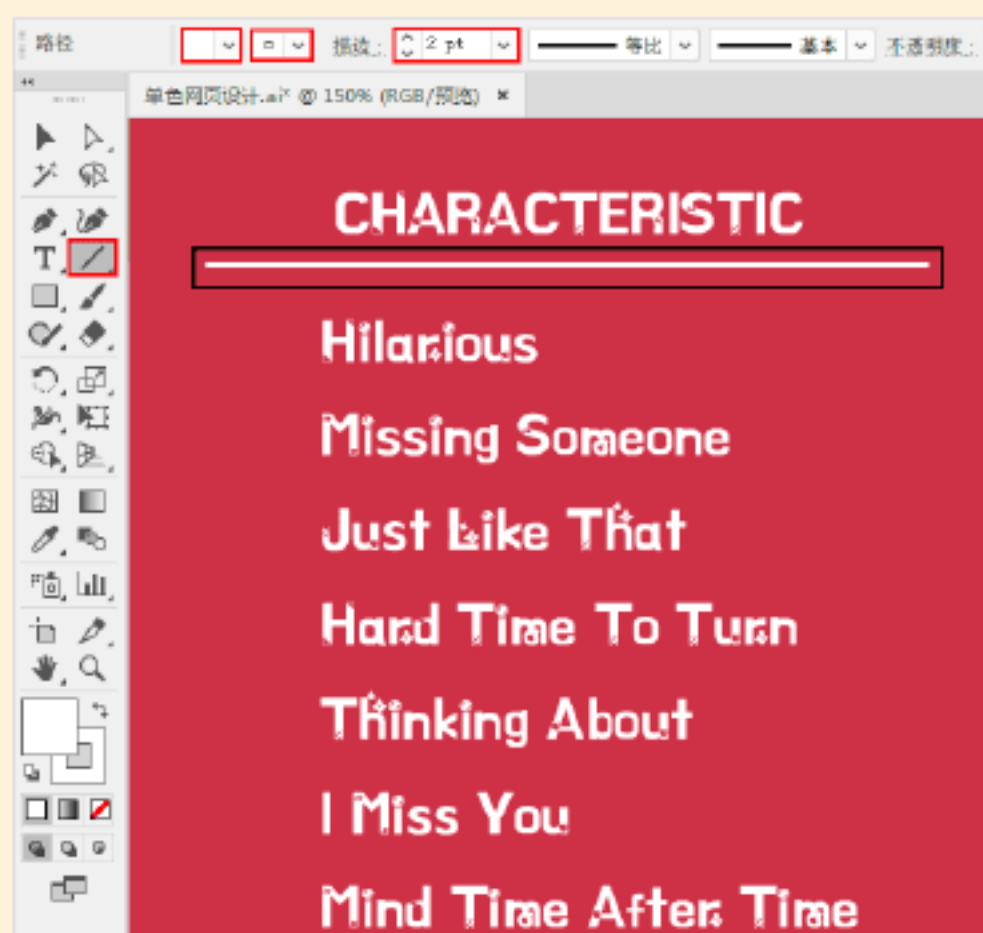 路径 描边: 2 pt 等比 基本 不透明度:
单色网页设计.ai* @ 150% (RGB/预览) ×
CHARACTERISTIC
Hilarious
Missing Someone
Just Like That
Hard Time To Turn
Thinking About
I Miss You
Mind Time After Time